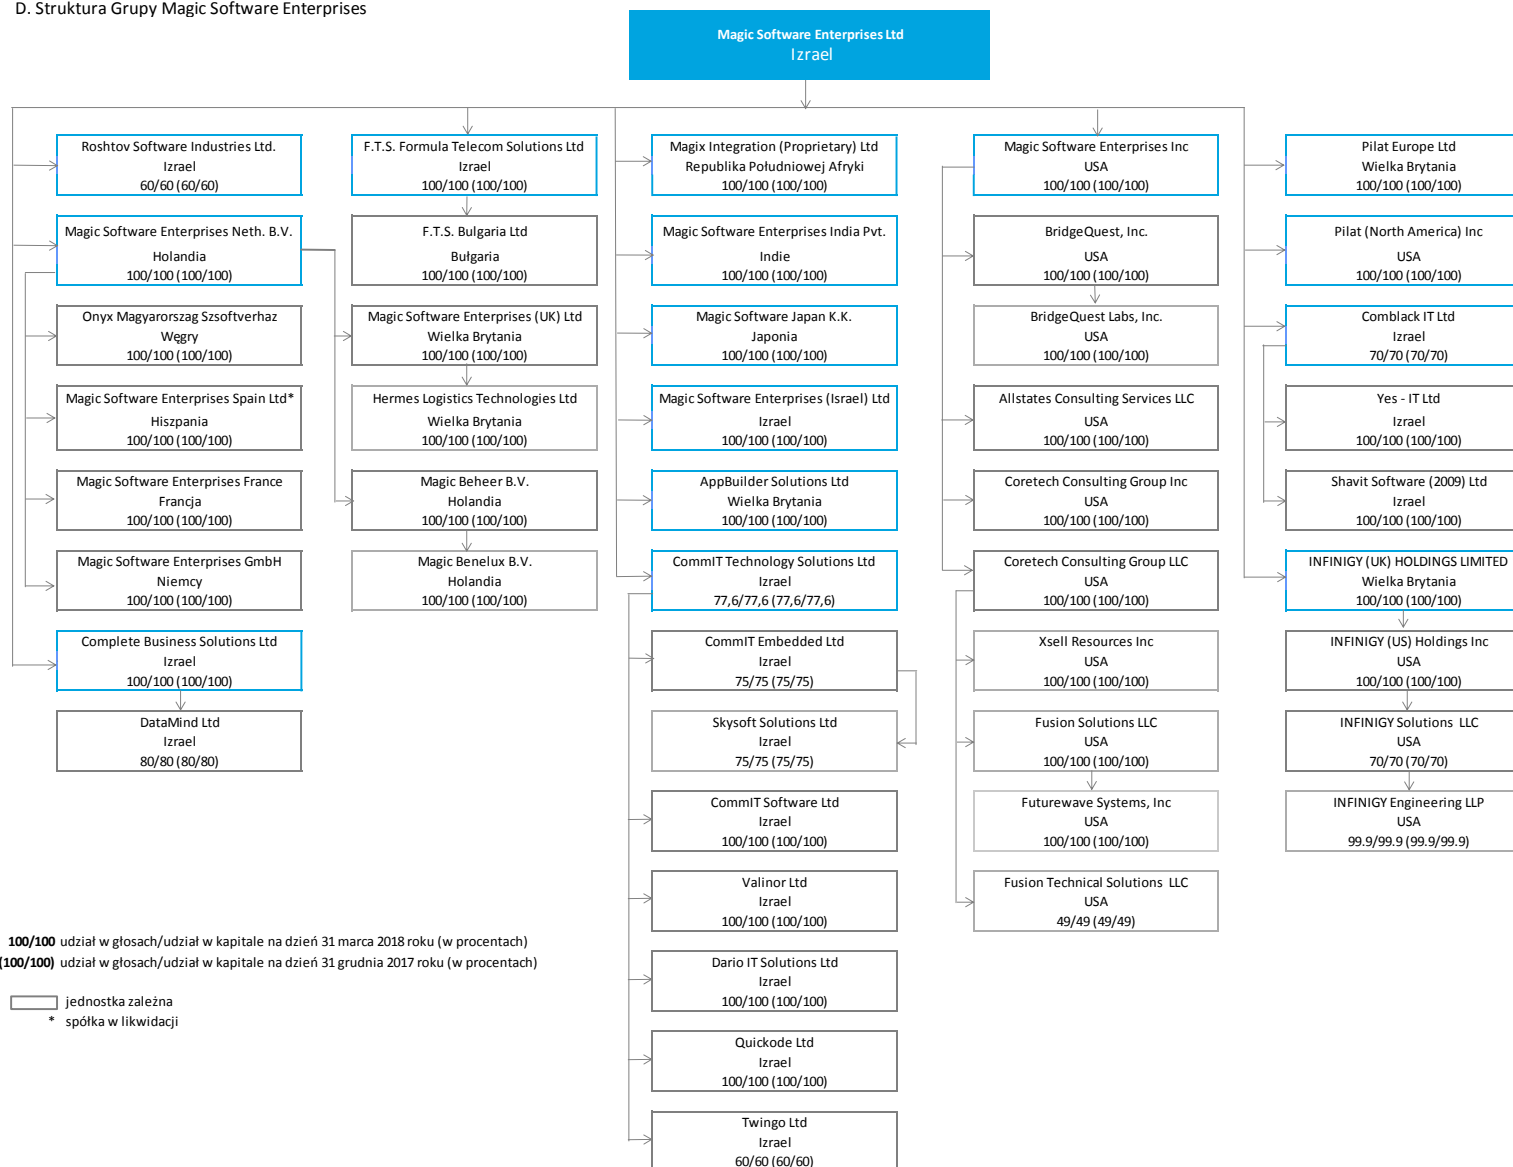 D. Struktura Grupy Magic Software Enterprises
Magic Software Enterprises Ltd
Izrael
Roshtov Software Industries Ltd.
Izrael
60/60 (60/60)
Magic Software Enterprises Neth. B.V.
Holandia
100/100 (100/100)
Onyx Magyarorszag Szsoftverhaz
Węgry
100/100 (100/100)
Magic Software Enterprises Spain Ltd*
Hiszpania
100/100 (100/100)
Magic Software Enterprises France
Francja
100/100 (100/100)
Magic Software Enterprises GmbH
Niemcy
100/100 (100/100)
Complete Business Solutions Ltd
Izrael
100/100 (100/100)
DataMind Ltd
Izrael
80/80 (80/80)
F.T.S. Formula Telecom Solutions Ltd
Izrael
100/100 (100/100)
F.T.S. Bulgaria Ltd
Bułgaria
100/100 (100/100)
Magic Software Enterprises (UK) Ltd
Wielka Brytania
100/100 (100/100)
Hermes Logistics Technologies Ltd
Wielka Brytania
100/100 (100/100)
Magic Beheer B.V.
Holandia
100/100 (100/100)
Magic Benelux B.V.
Holandia
100/100 (100/100)
Magix Integration (Proprietary) Ltd
Republika Południowej Afryki
100/100 (100/100)
Magic Software Enterprises India Pvt.
Indie
100/100 (100/100)
Magic Software Japan K.K.
Japonia
100/100 (100/100)
Magic Software Enterprises (Israel) Ltd
Izrael
100/100 (100/100)
AppBuilder Solutions Ltd
Wielka Brytania
100/100 (100/100)
CommIT Technology Solutions Ltd
Izrael
77,6/77,6 (77,6/77,6)
CommIT Embedded Ltd
Izrael
75/75 (75/75)
Skysoft Solutions Ltd
Izrael
75/75 (75/75)
CommIT Software Ltd
Izrael
100/100 (100/100)
Valinor Ltd
Izrael
100/100 (100/100)
Dario IT Solutions Ltd
Izrael
100/100 (100/100)
Quickode Ltd
Izrael
100/100 (100/100)
Twingo Ltd
Izrael
60/60 (60/60)
Magic Software Enterprises Inc
USA
100/100 (100/100)
BridgeQuest, Inc.
USA
100/100 (100/100)
BridgeQuest Labs, Inc.
USA
100/100 (100/100)
Allstates Consulting Services LLC
USA
100/100 (100/100)
Coretech Consulting Group Inc
USA
100/100 (100/100)
Coretech Consulting Group LLC
USA
100/100 (100/100)
Xsell Resources Inc
USA
100/100 (100/100)
Fusion Solutions LLC
USA
100/100 (100/100)
Futurewave Systems, Inc
USA
100/100 (100/100)
Fusion Technical Solutions LLC
USA
49/49 (49/49)
Pilat Europe Ltd
Wielka Brytania
100/100 (100/100)
Pilat (North America) Inc
USA
100/100 (100/100)
Comblack IT Ltd
Izrael
70/70 (70/70)
Yes - IT Ltd
Izrael
100/100 (100/100)
Shavit Software (2009) Ltd
Izrael
100/100 (100/100)
INFINIGY (UK) HOLDINGS LIMITED
Wielka Brytania
100/100 (100/100)
INFINIGY (US) Holdings Inc
USA
100/100 (100/100)
INFINIGY Solutions LLC
USA
70/70 (70/70)
INFINIGY Engineering LLP
USA
99.9/99.9 (99.9/99.9)
100/100 udział w głosach/udział w kapitale na dzień 31 marca 2018 roku (w procentach)
(100/100) udział w głosach/udział w kapitale na dzień 31 grudnia 2017 roku (w procentach)
jednostka zależna
* spółka w likwidacji